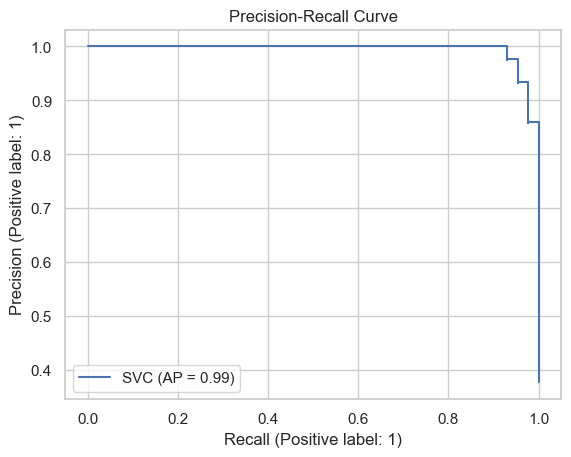 Precision-Recall Curve
1.0
0.9
0.8
0.7
0.6
0.5
0.4
Precision (Positive label: 1)
SVC (AP = 0.99)
0.0 0.2 0.4 0.6 0.8 1.0
Recall (Positive label: 1)